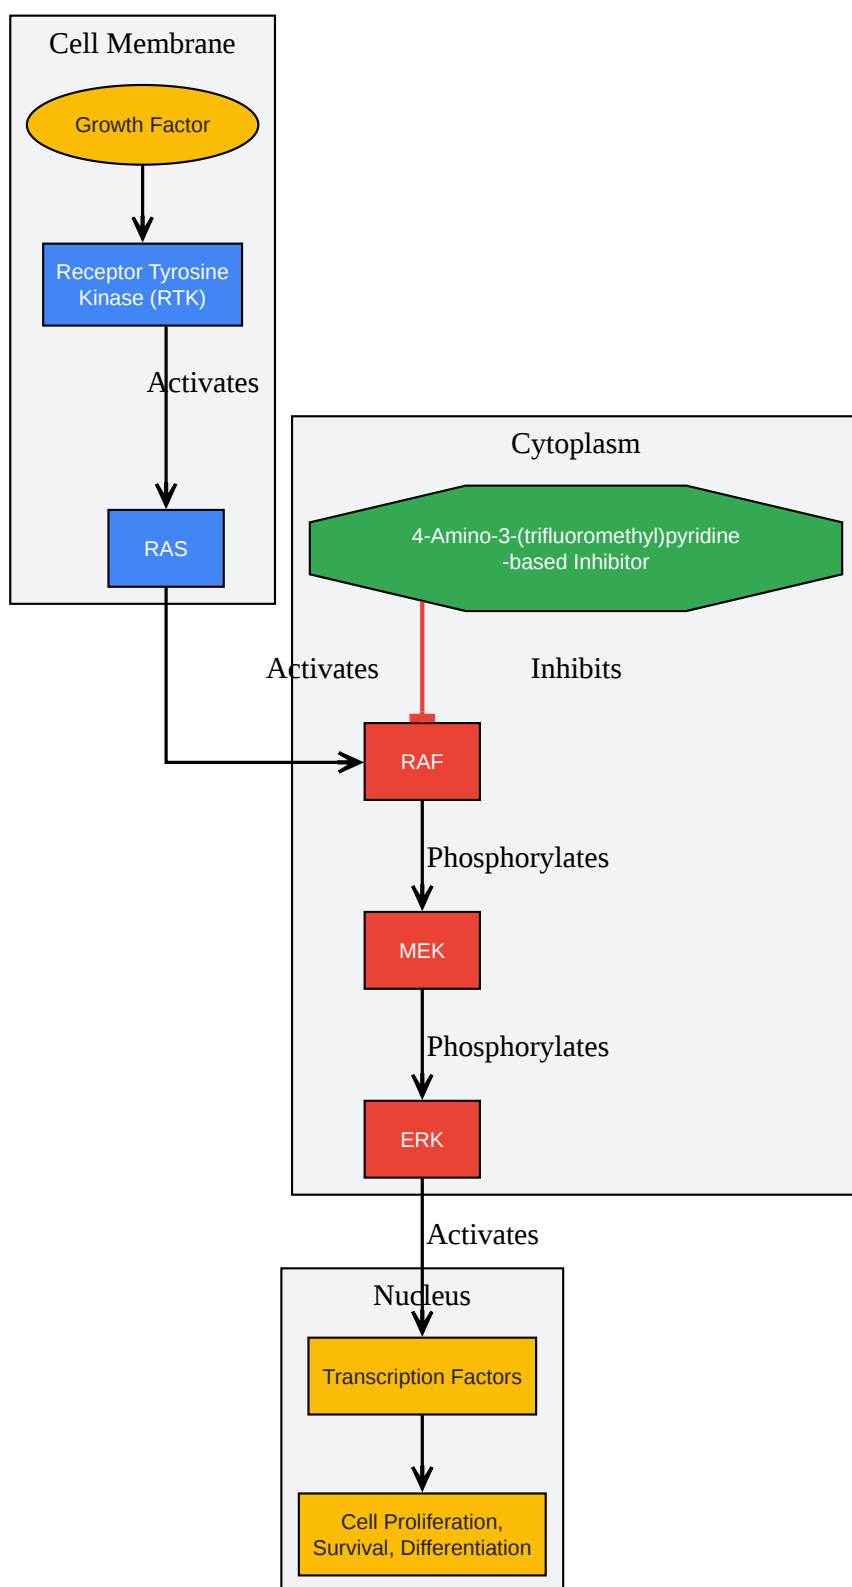 Cell Membrane
Growth Factor
Receptor Tyrosine
Kinase (RTK)
Activates
RAS
Cytoplasm
4-Amino-3-(trifluoromethyl)pyridine
-based Inhibitor
Activates
Inhibits
RAF
Phosphorylates
MEK
Phosphorylates
ERK
Activates
Nucleus
Transcription Factors
Cell Proliferation,
Survival, Differentiation